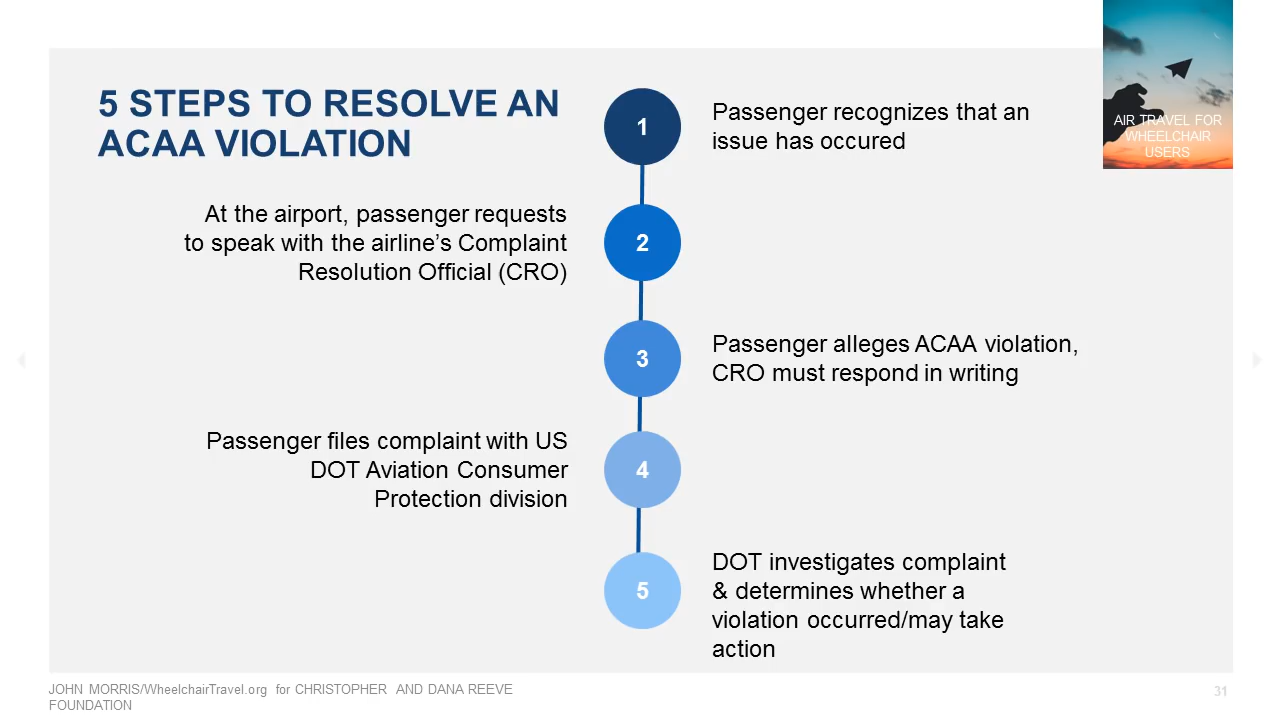 5 STEPS TO RESOLVE AN
ACAA VIOLATION
1
Passenger recognizes that an
issue has occured
AIR TRAVEL FOR
WHEELCHAIR
USERS
At the airport, passenger requests
to speak with the airline’s Complaint
Resolution Official (CRO)
2
3
Passenger alleges ACAA violation,
CRO must respond in writing
Passenger files complaint with US
DOT Aviation Consumer
Protection division
4
5
DOT investigates complaint
& determines whether a
violation occurred/may take
action
JOHN MORRIS/WheelchairTravel.org for CHRISTOPHER AND DANA REEVE
FOUNDATION
31